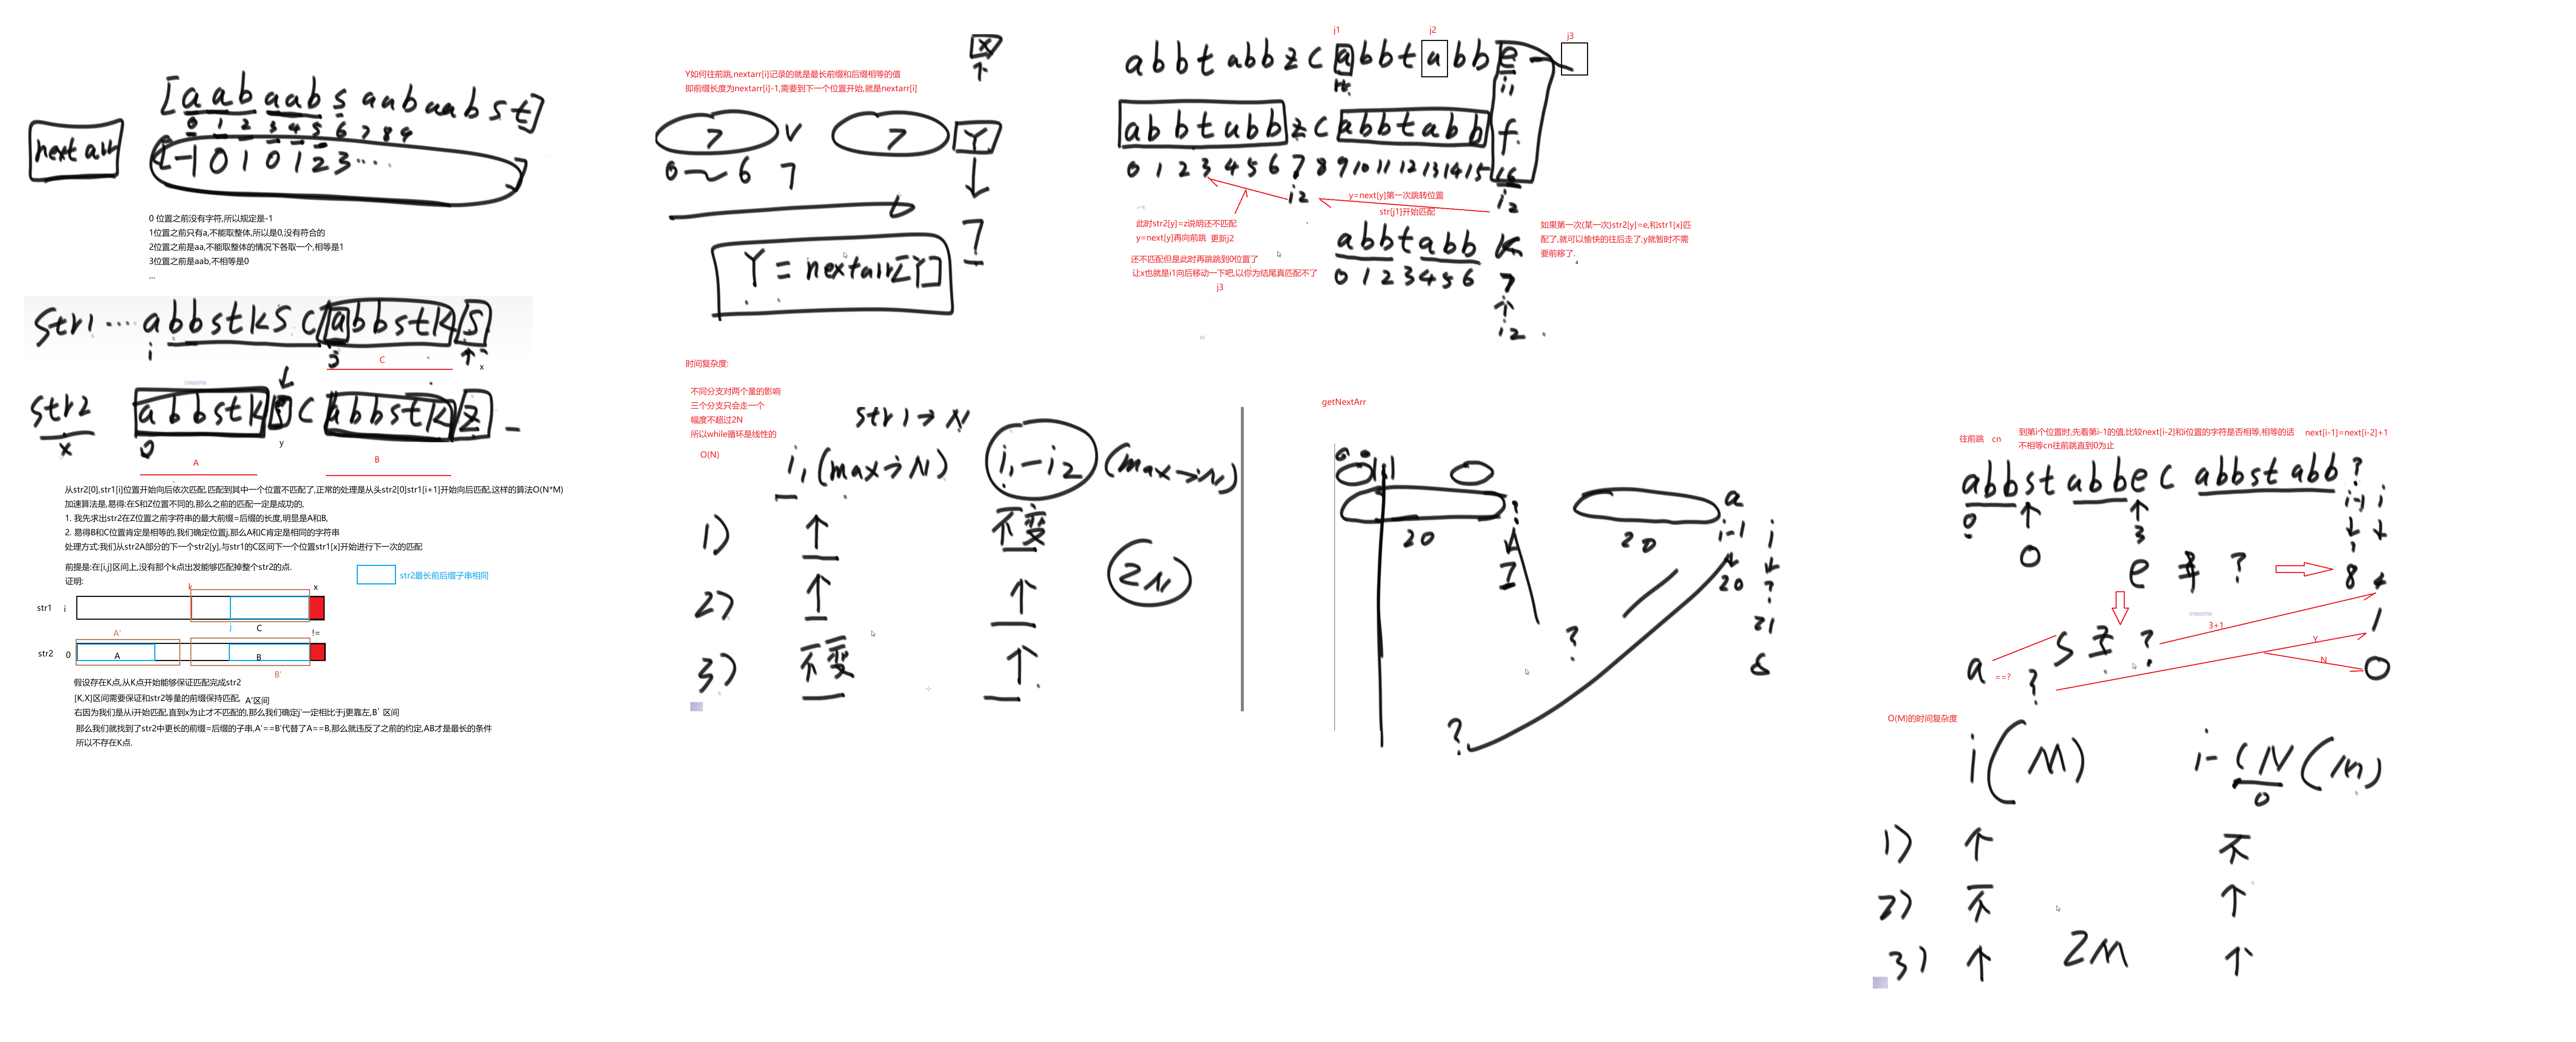 [a a b a a b s a a b a a b s t]
0 1 2 3 4 5 6 7 8 9
next arr
[-1 0 1 0 1 2 3 ...]
0 位置之前没有字符,所以规定是-1
1位置之前只有a,不能取整体,所以是0,没有符合的
2位置之前是aa,不能取整体的情况下各取一个,相等是1
3位置之前是aab,不相等是0
...
str1 ... a b b s t k s c a b b s t k s
i j x
C
str2 a b b s t k s c a b b s t k z
x 0 y
A B
从str2[0],str1[i]位置开始向后依次匹配,匹配到其中一个位置不匹配了,正常的处理是从头str2[0]str1[i+1]开始向后匹配,这样的算法O(N*M)
加速算法是,易得:在S和Z位置不同的,那么之前的匹配一定是成功的,
1. 我先求出str2在Z位置之前字符串的最大前缀=后缀的长度,明显是A和B,
2. 易得B和C位置肯定是相等的,我们确定位置j,那么A和C肯定是相同的字符串
处理方式:我们从str2A部分的下一个str2[y],与str1的C区间下一个位置str1[x]开始进行下一次的匹配
前提是:在[i,j]区间上,没有那个k点出发能够匹配掉整个str2的点.
证明:
str2最长前后缀子串相同
k x
str1 i
j C
A' !=
str2 0 A B
B'
假设存在K点,从K点开始能够保证匹配完成str2
[K,X]区间需要保证和str2等量的前缀保持匹配, A'区间
右因为我们是从i开始匹配,直到x为止才不匹配的,那么我们确定j'一定相比于j更靠左,B' 区间
那么我们就找到了str2中更长的前缀=后缀的子串,A'==B'代替了A==B,那么就违反了之前的约定,AB才是最长的条件
所以不存在K点.
X
Y如何往前跳,nextarr[i]记录的就是最长前缀和后缀相等的值
即前缀长度为nextarr[i]-1,需要到下一个位置开始,就是nextarr[i]
7 7 Y
0 6 7
7
Y = nextarr[Y]
时间复杂度:
不同分支对两个量的影响
三个分支只会走一个
幅度不超过2N
所以while循环是线性的
O(N)
str1→N
i1 (max→N) i1-i2 (max→N)
1) ↑ 不变
2) ↑ ↑
3) 不变 ↑
2N
j1 j2 j3
a b b t a b b z c a b b t a b b e
i1
a b b t a b b z c a b b t a b b f
0 1 2 3 4 5 6 7 8 9 10 11 12 13 14 15 16
i2 i2
y=next[y]第一次跳转位置
str[j1]开始匹配
此时str2[y]=z说明还不匹配
y=next[y]再向前跳 更新j2
还不匹配但是此时再跳跳到0位置了
让x也就是i1向后移动一下吧,以你为结尾真匹配不了
j3
a b b t a b b k
0 1 2 3 4 5 6 7
i2
如果第一次(某一次)str2[y]=e,和str1[x]匹
配了,就可以愉快的往后走了,y就暂时不需
要前移了.
getNextArr
a
20 20 i-1 i
20
?
21
?
?
往前跳 cn
到第i个位置时,先看第i-1的值,比较next[i-2]和i位置的字符是否相等,相等的话 next[i-1]=next[i-2]+1
不相等cn往前跳直到0为止
a b b s t a b b e c a b b s t a b b ?
0 i-1 i
0 3 8
e ≠ ?
s ?
3+1
a ==? ?
Y
N
0
O(M)的时间复杂度
i (M) i-CN (M)
0
1) ↑ 不
2) 不 ↑
3) ↑ ↑
2M